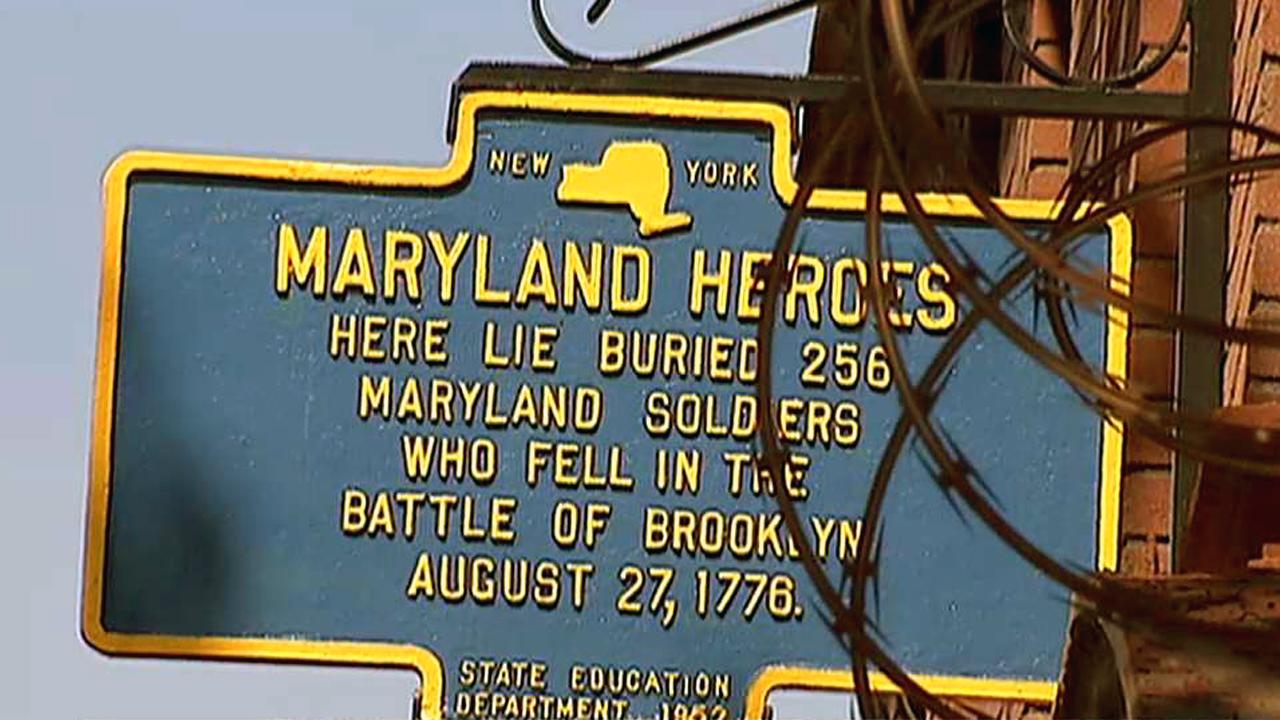 NEW YORK
MARYLAND HEROES
HERE LIE BURIED 256
MARYLAND SOLDIERS
WHO FELL IN THE
BATTLE OF BROOKLYN
AUGUST 27, 1776.
STATE EDUCATION
DEPARTMENT 1952